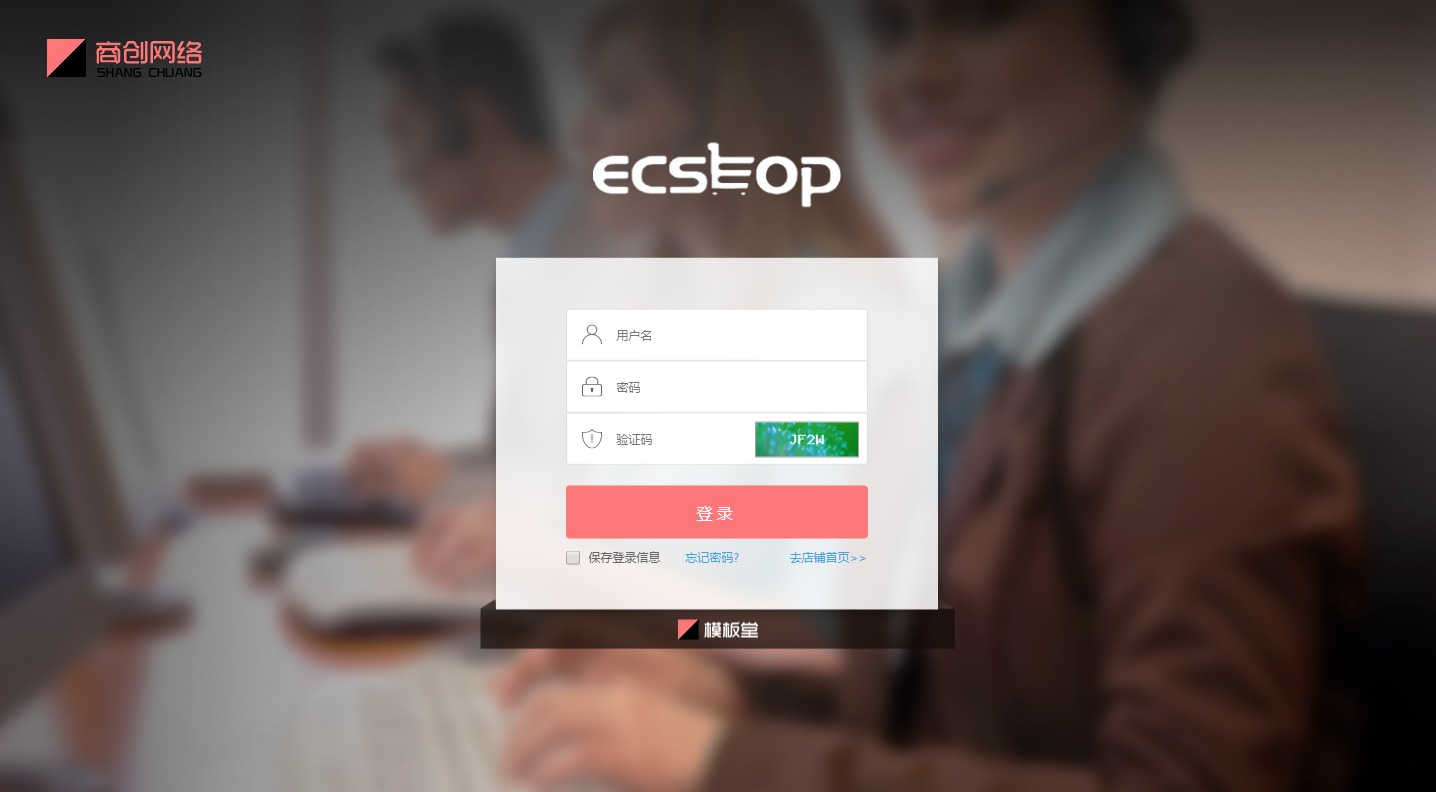 商创网络
SHANG CHUANG
ecshop
用户名
密码
验证码 JF2W
登录
保存登录信息 忘记密码? 去店铺首页>>
模板堂